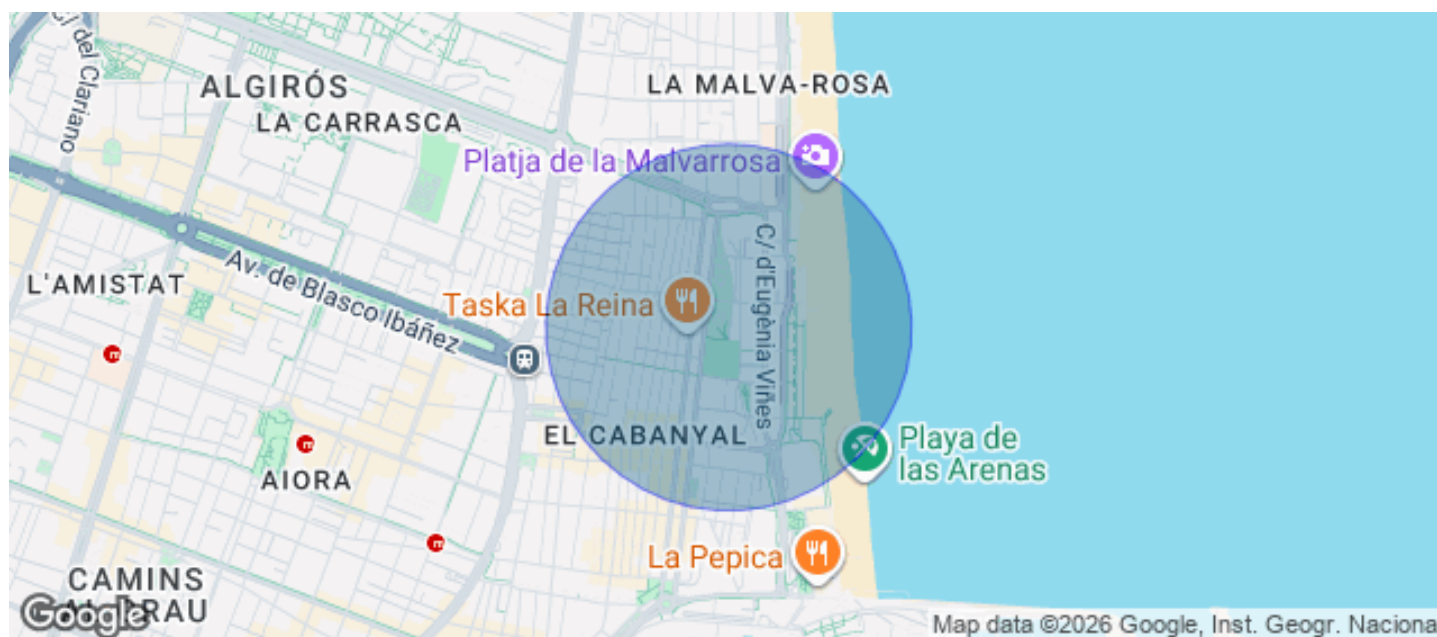 C/ del Clariano
ALGIRÓS
LA CARRASCA
LA MALVA-ROSA
Platja de la Malvarrosa
L'AMISTAT
Av. de Blasco Ibáñez
Taska La Reina
C/ d'Eugènia Viñes
EL CABANYAL
Playa de
las Arenas
AIORA
La Pepica
CAMINS
Google
Map data ©2026 Google, Inst. Geogr. Naciona